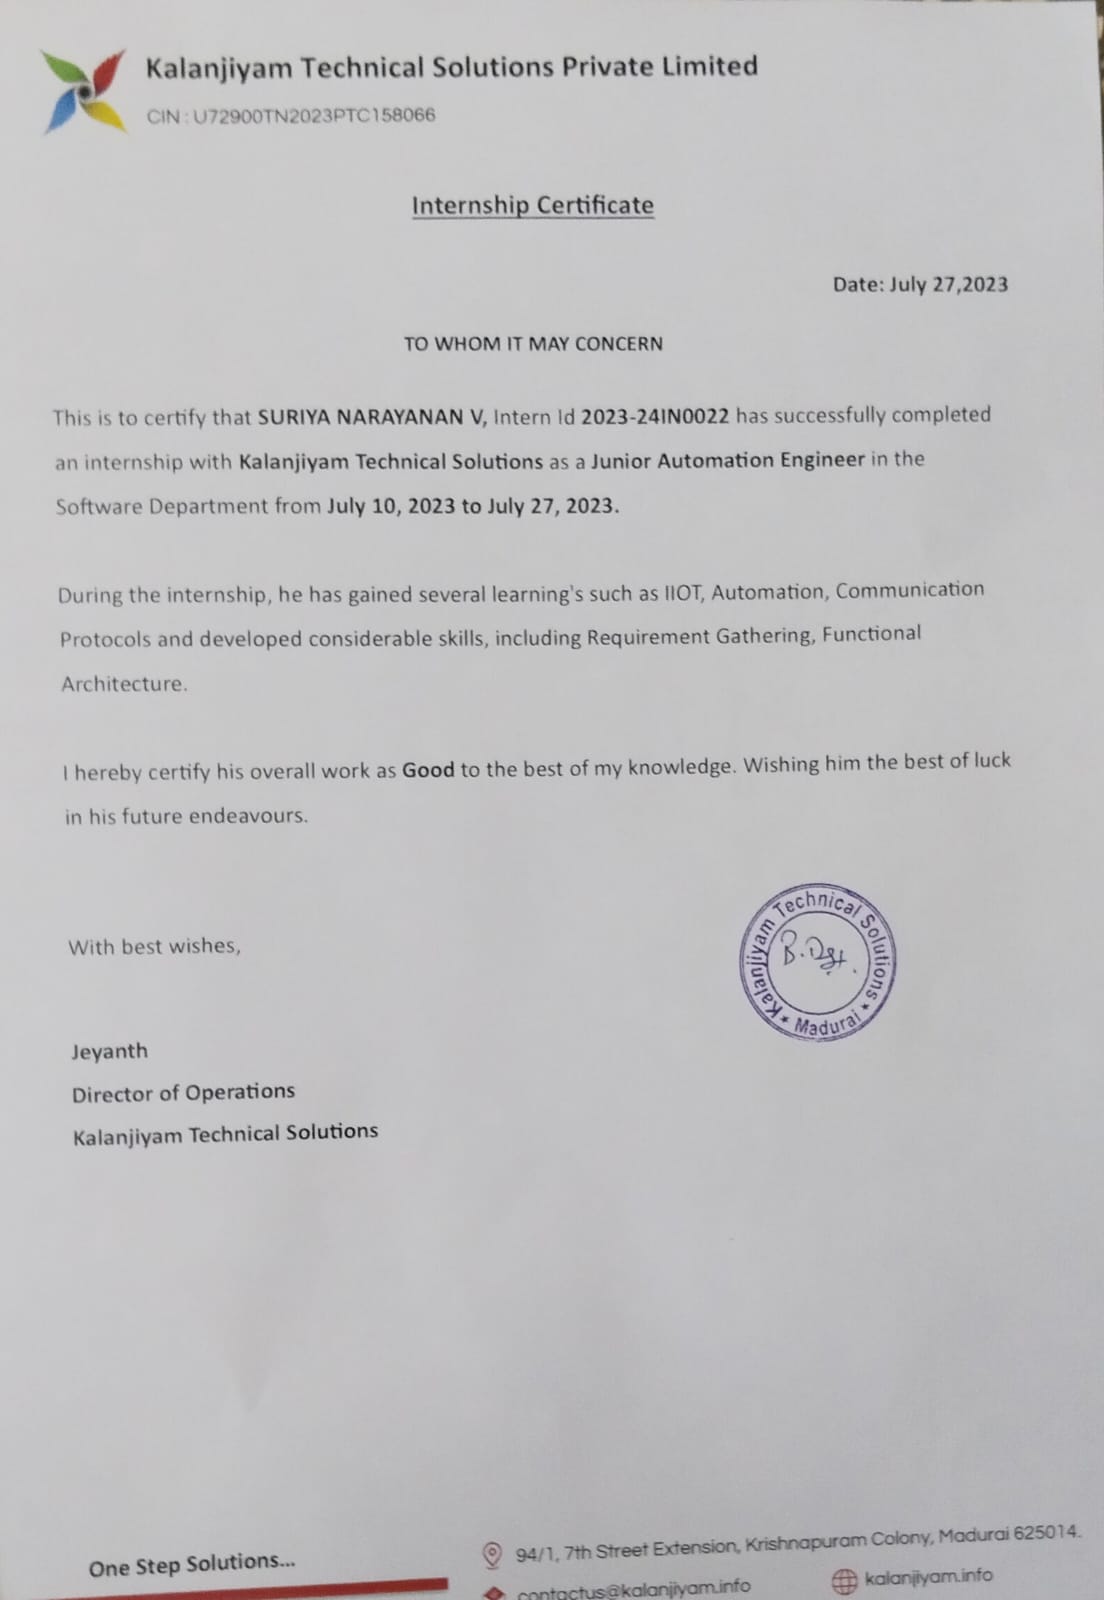 Kalanjiyam Technical Solutions Private Limited
CIN : U72900TN2023PTC158066
Internship Certificate
Date: July 27,2023
TO WHOM IT MAY CONCERN
This is to certify that SURIYA NARAYANAN V, Intern Id 2023-24IN0022 has successfully completed
an internship with Kalanjiyam Technical Solutions as a Junior Automation Engineer in the
Software Department from July 10, 2023 to July 27, 2023.
During the internship, he has gained several learning's such as IIOT, Automation, Communication
Protocols and developed considerable skills, including Requirement Gathering, Functional
Architecture.
I hereby certify his overall work as Good to the best of my knowledge. Wishing him the best of luck
in his future endeavours.
With best wishes,
Kalanjiyam Technical Solutions
★ Madurai ★
Jeyanth
Director of Operations
Kalanjiyam Technical Solutions
One Step Solutions...
94/1, 7th Street Extension, Krishnapuram Colony, Madurai 625014.
contactus@kalanjiyam.info
kalanjiyam.info